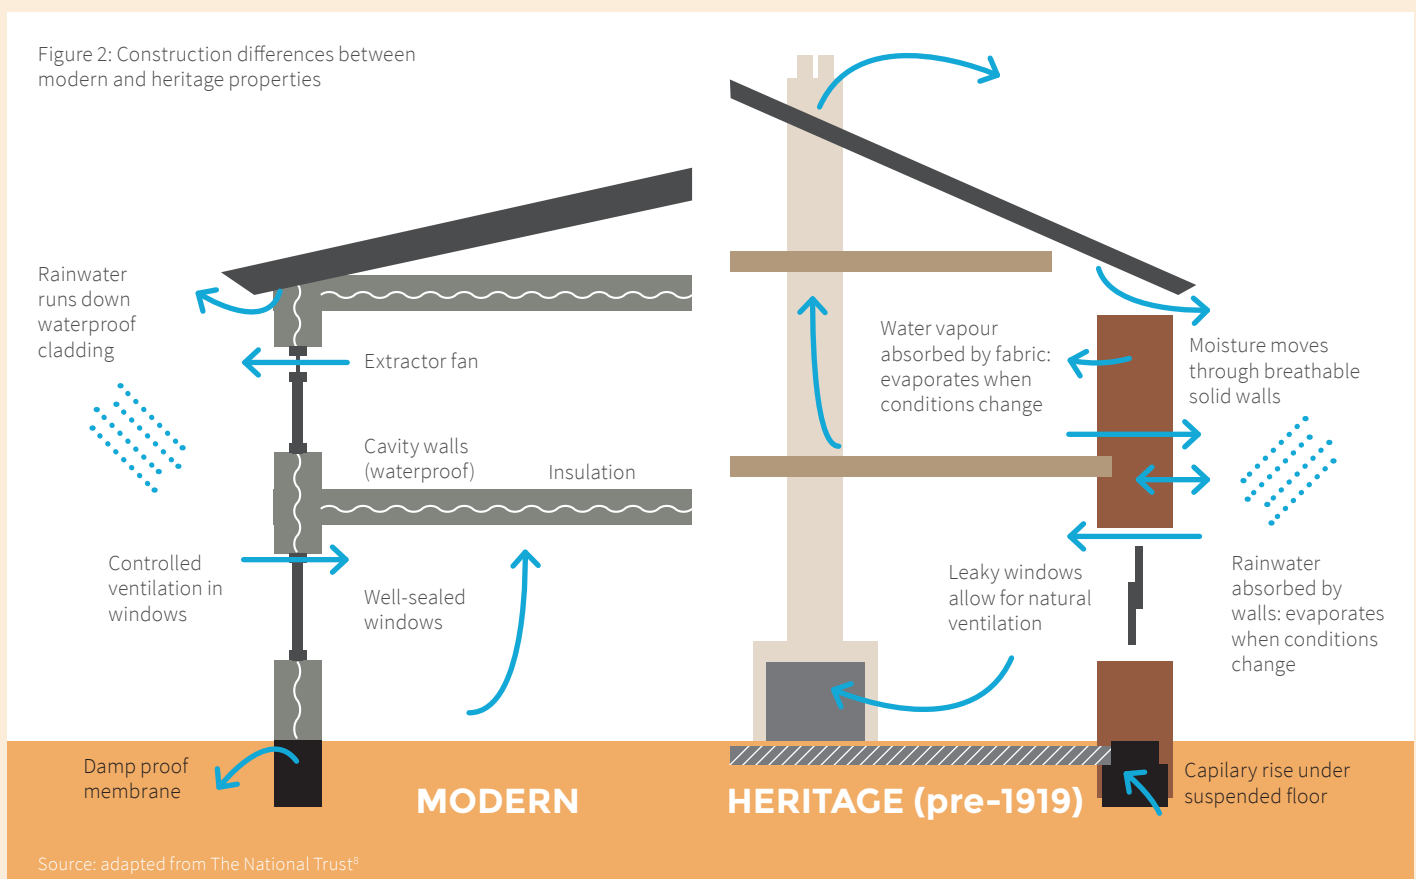 Figure 2: Construction differences between
modern and heritage properties
Rainwater
runs down
waterproof
cladding
Extractor fan
Cavity walls
(waterproof)
Insulation
Controlled
ventilation in
windows
Well-sealed
windows
Damp proof
membrane
MODERN
Water vapour
absorbed by fabric:
evaporates when
conditions change
Moisture moves
through breathable
solid walls
Leaky windows
allow for natural
ventilation
Rainwater
absorbed by
walls: evaporates
when conditions
change
Capilary rise under
suspended floor
HERITAGE (pre-1919)
Source: adapted from The National Trust⁸